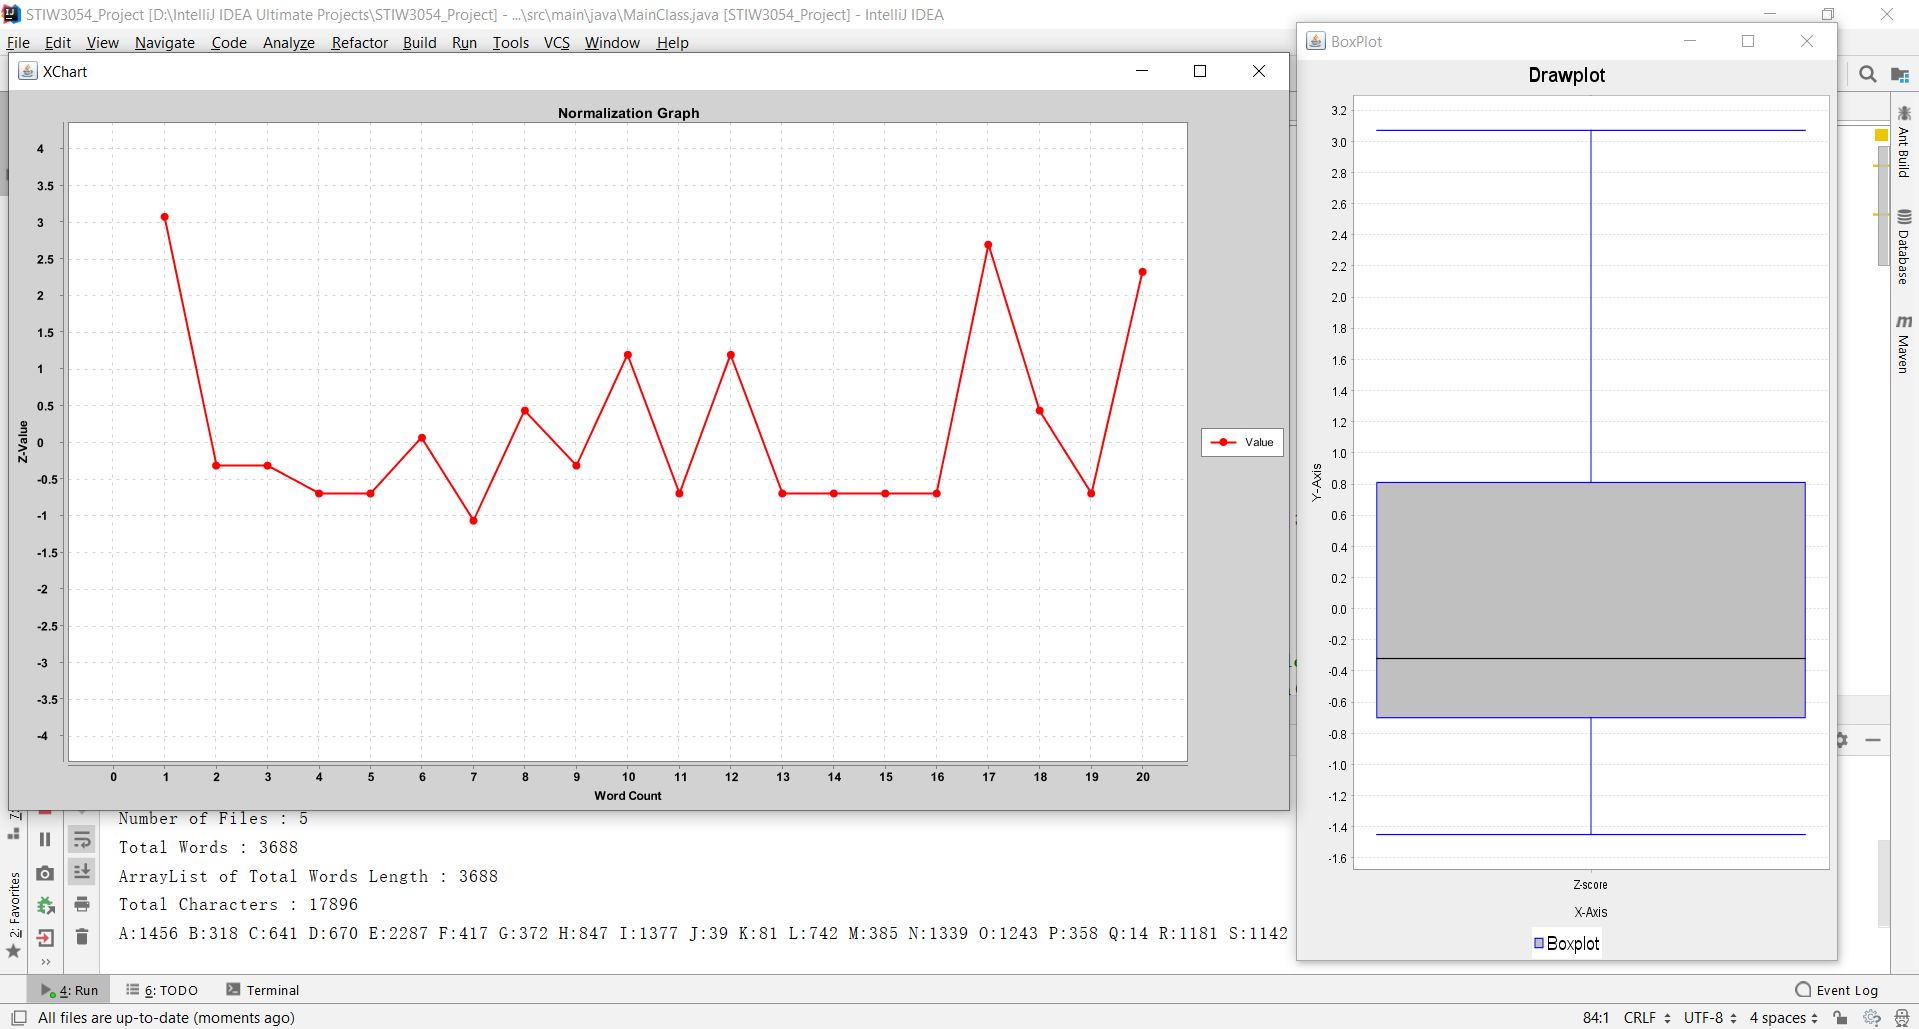 STIW3054_Project [D:\IntelliJ IDEA Ultimate Projects\STIW3054_Project] - ...\src\main\java\MainClass.java [STIW3054_Project] - IntelliJ IDEA
File Edit View Navigate Code Analyze Refactor Build Run Tools VCS Window Help
XChart
Normalization Graph
4
3.5
3
2.5
2
1.5
1
0.5
0
-0.5
-1
-1.5
-2
-2.5
-3
-3.5
-4
Z-Value
0 1 2 3 4 5 6 7 8 9 10 11 12 13 14 15 16 17 18 19 20
Word Count
Value
BoxPlot
Drawplot
3.2
3.0
2.8
2.6
2.4
2.2
2.0
1.8
1.6
1.4
1.2
1.0
0.8
0.6
0.4
0.2
0.0
-0.2
-0.4
-0.6
-0.8
-1.0
-1.2
-1.4
-1.6
Y-Axis
Z-score
X-Axis
Boxplot
Ant Build
Database
m Maven
Number of Files : 5
Total Words : 3688
ArrayList of Total Words Length : 3688
Total Characters : 17896
A:1456 B:318 C:641 D:670 E:2287 F:417 G:372 H:847 I:1377 J:39 K:81 L:742 M:385 N:1339 O:1243 P:358 Q:14 R:1181 S:1142
2: Favorites
4: Run 6: TODO Terminal Event Log
All files are up-to-date (moments ago) 84:1 CRLF UTF-8 4 spaces